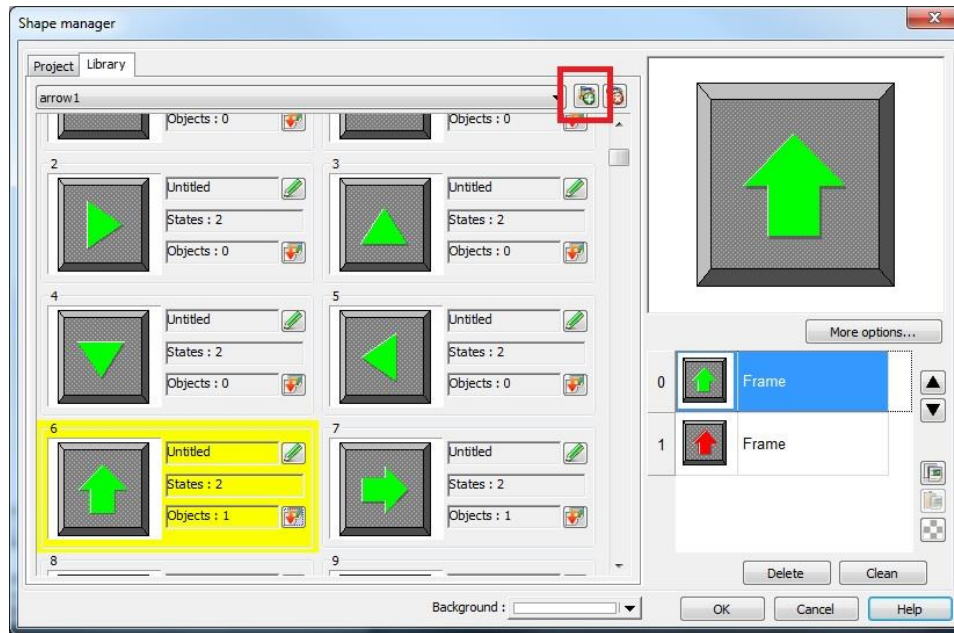 Shape manager
Project Library
arrow1
Objects : 0 Objects : 0
2 3
Untitled Untitled
States : 2 States : 2
Objects : 0 Objects : 0
4 5
Untitled Untitled
States : 2 States : 2
Objects : 0 Objects : 0
6 7
Untitled Untitled
States : 2 States : 2
Objects : 1 Objects : 1
8 9
More options...
0 Frame
1 Frame
Delete Clean
Background :
OK Cancel Help